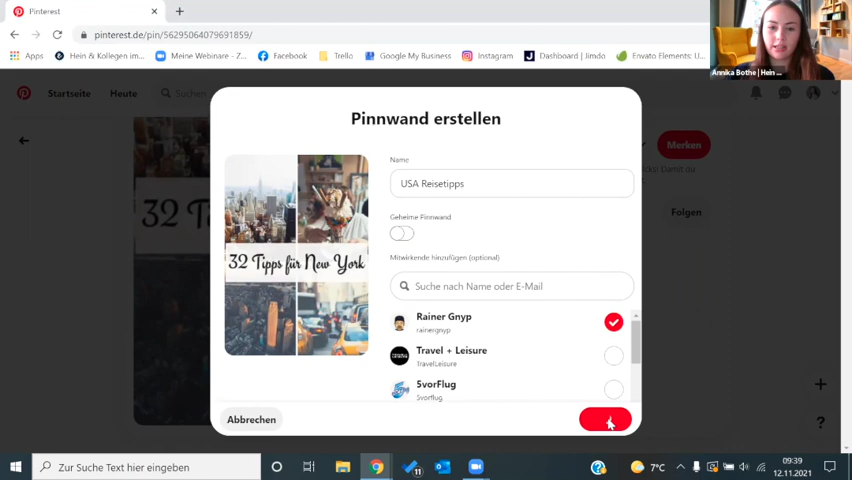 Pinterest
pinterest.de/pin/56295064079691859/
Apps
Hein & Kollegen im...
Meine Webinare - Z...
Facebook
Trello
Google My Business
Instagram
Dashboard | Jimdo
Envato Elements: U...
Annika Bothe | Hein ...
Startseite
Heute
Suchen
Pinnwand erstellen
Merken
Folgen
32 Tipps für New York
Name
USA Reisetipps
Geheime Pinnwand
Mitwirkende hinzufügen (optional)
Suche nach Name oder E-Mail
Rainer Gnyp
rainergnyp
Travel + Leisure
TravelLeisure
5vorFlug
5vorflug
Abbrechen
Zur Suche Text hier eingeben
11
7°C
09:39
12.11.2021